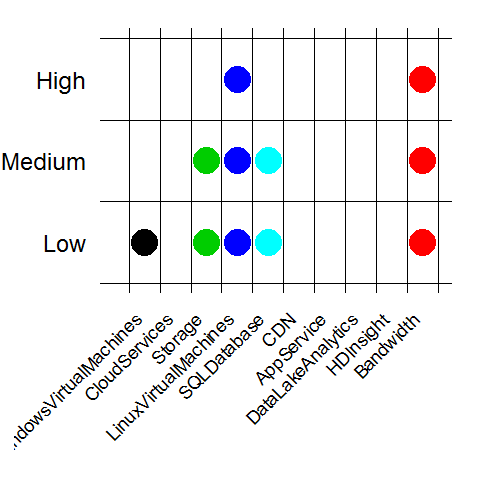 High
Medium
Low
ndowsVirtualMachines
CloudServices
Storage
LinuxVirtualMachines
SQLDatabase
CDN
AppService
DataLakeAnalytics
HDInsight
Bandwidth